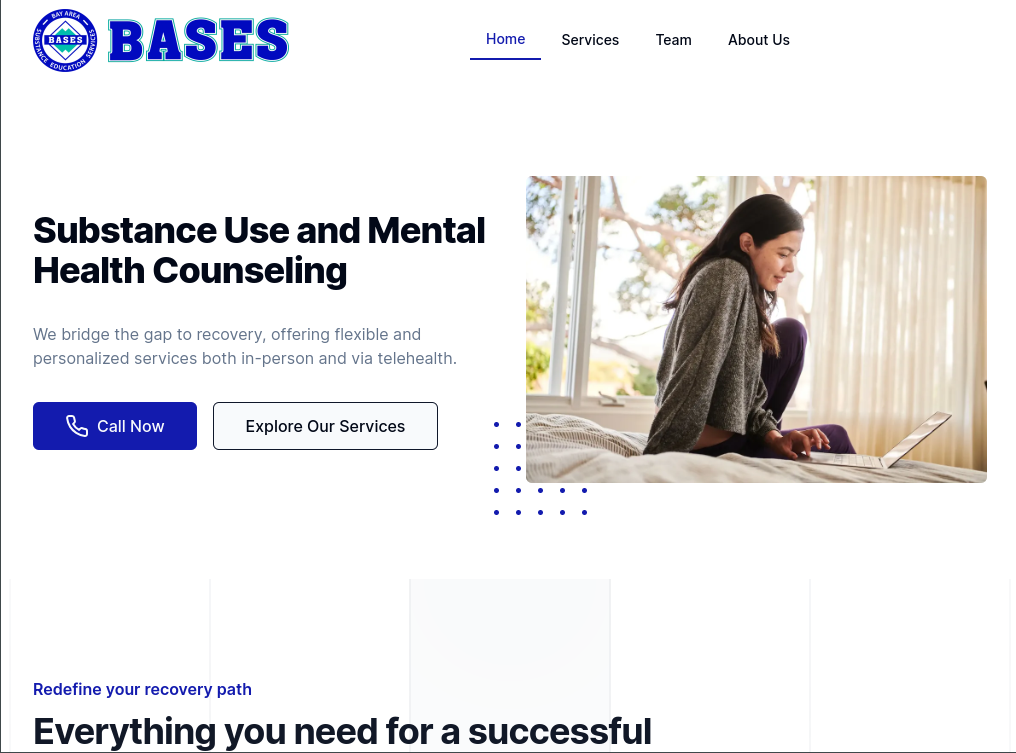 BAY AREA
BASES
SUBSTANCE EDUCATION SERVICES
BASES
Home
Services
Team
About Us
Substance Use and Mental
Health Counseling
We bridge the gap to recovery, offering flexible and
personalized services both in-person and via telehealth.
Call Now
Explore Our Services
Redefine your recovery path
Everything you need for a successful